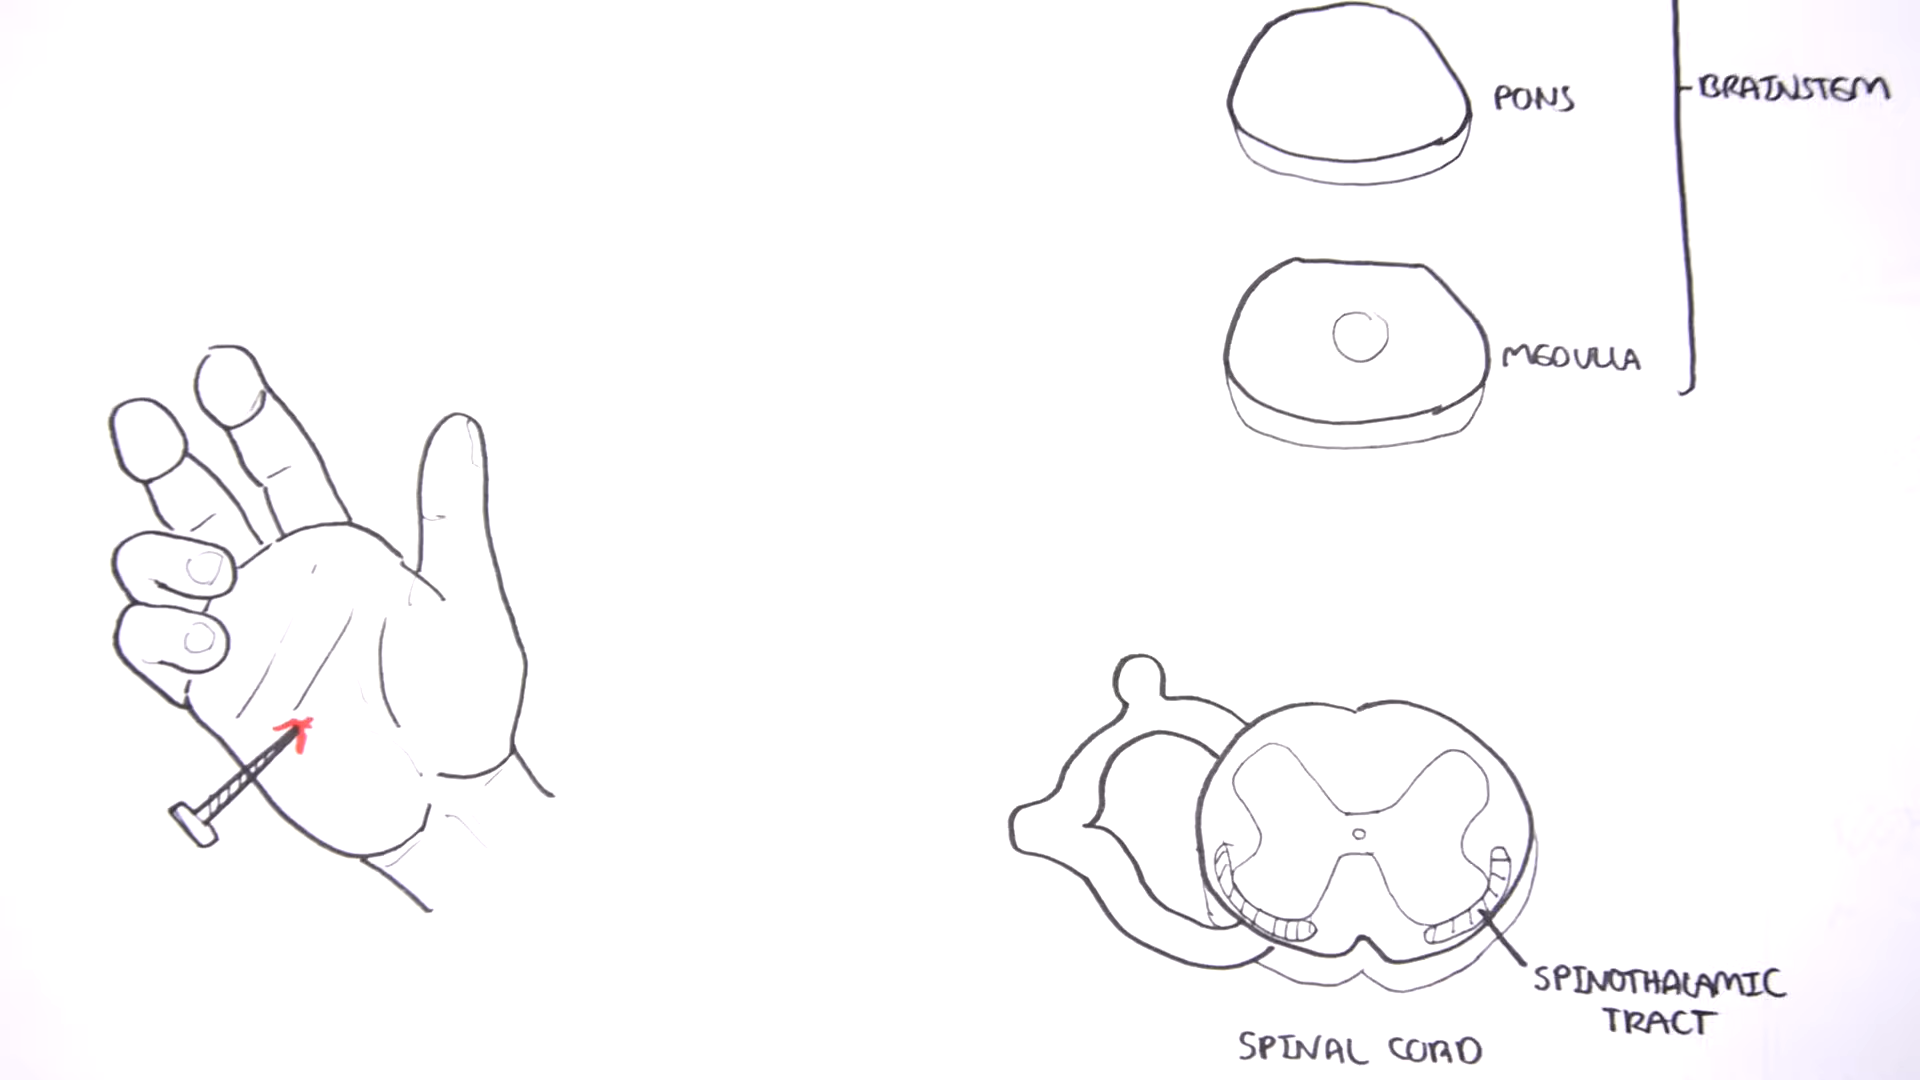 PONS
BRAINSTEM
MEDULLA
SPINOTHALAMIC
TRACT
SPINAL CORD